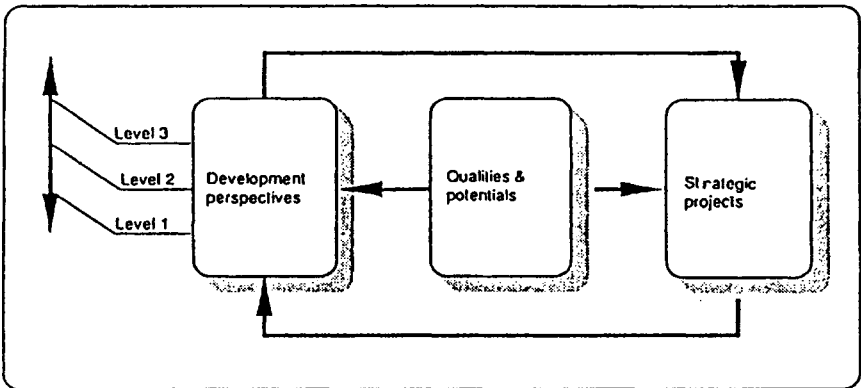 Level 3
Level 2
Level 1
Development
perspectives
Qualities &
potentials
Strategic
projects